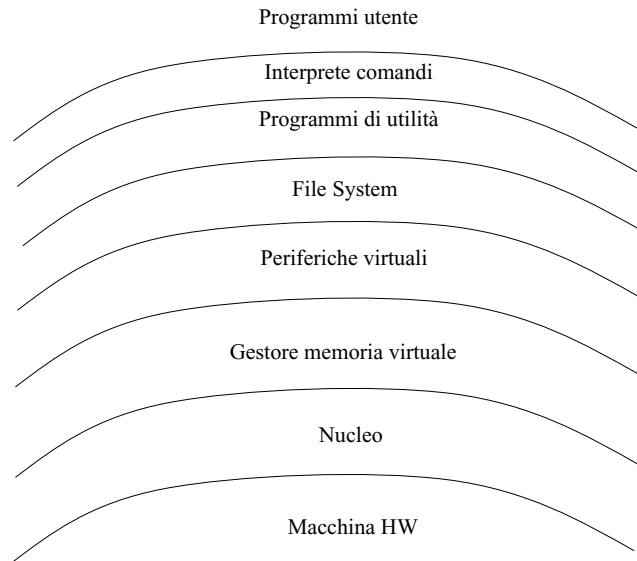 Programmi utente
Interprete comandi
Programmi di utilità
File System
Periferiche virtuali
Gestore memoria virtuale
Nucleo
Macchina HW